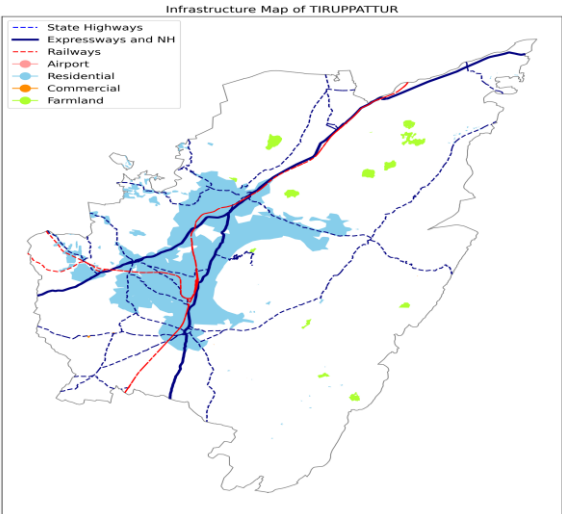 Infrastructure Map of TIRUPPATTUR
State Highways
Expressways and NH
Railways
Airport
Residential
Commercial
Farmland